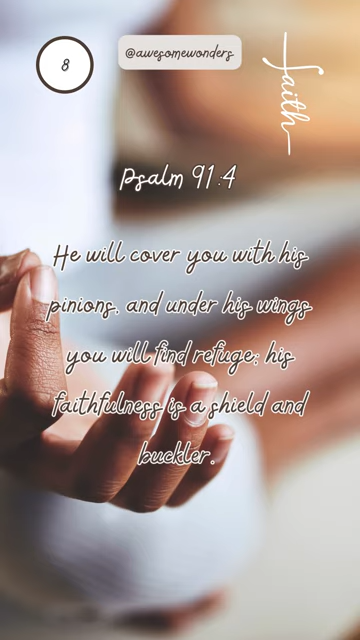 8
@awesomewonders
faith
Psalm 91:4
He will cover you with his
pinions, and under his wings
you will find refuge; his
faithfulness is a shield and
buckler.